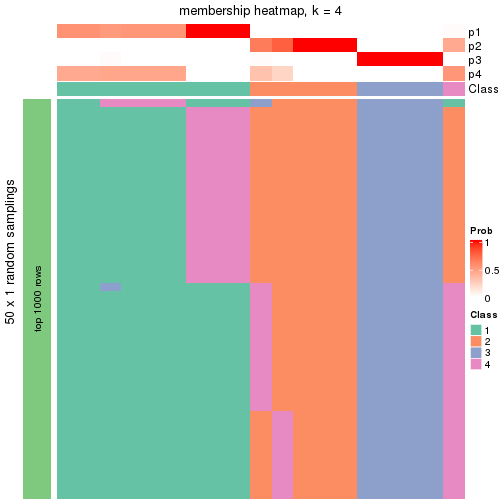 membership heatmap, k = 4
p1
p2
p3
p4
Class
50 x 1 random samplings
top 1000 rows
Prob
1
0.5
0
Class
1
2
3
4